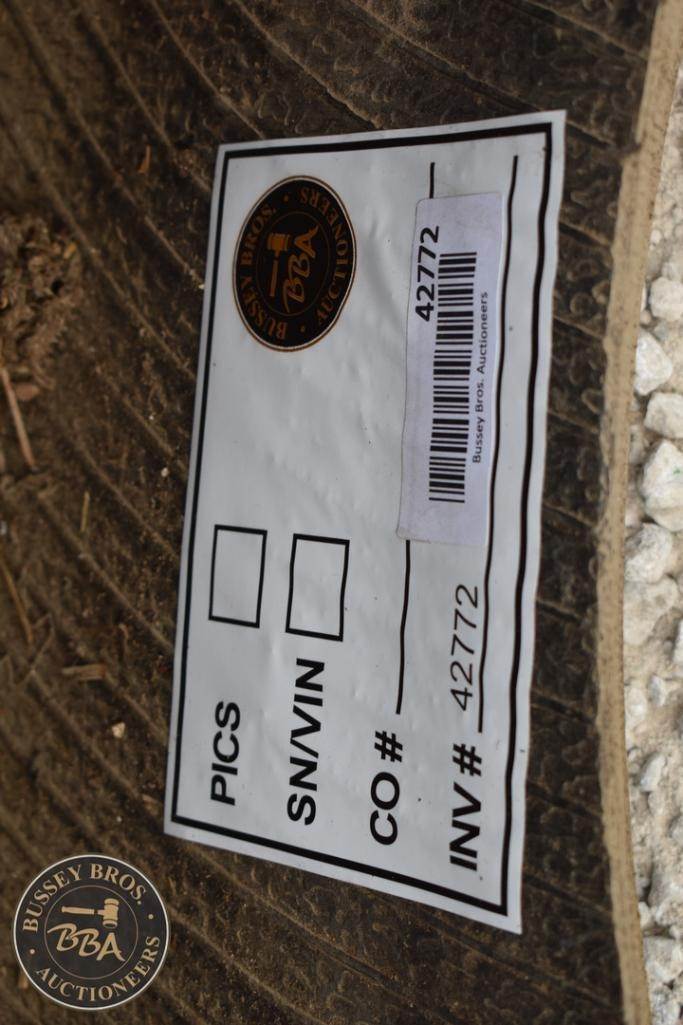 PICS
SN/VIN
CO #
INV # 42772
BUSSEY BROS.
BBA
AUCTIONEERS
42772
Bussey Bros. Auctioneers
BUSSEY BROS.
BBA
AUCTIONEERS